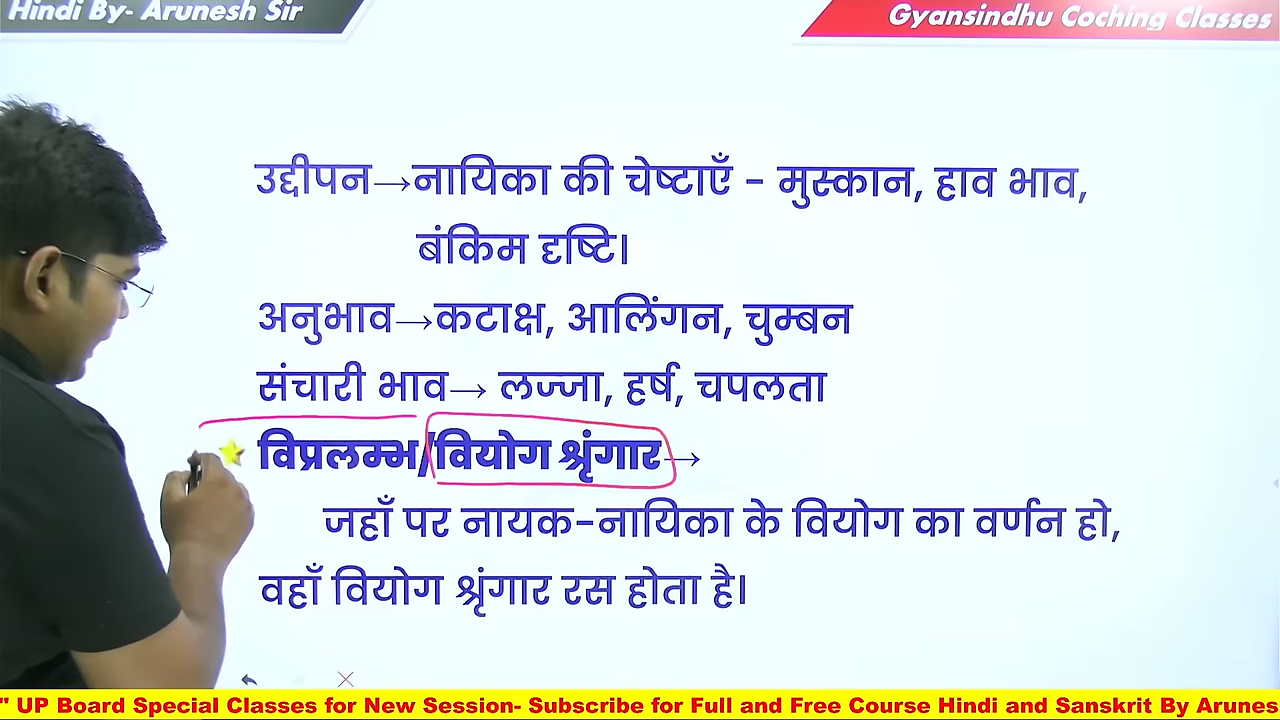 Hindi By- Arunesh Sir
Gyansindhu Coching Classes
उद्दीपन→नायिका की चेष्टाएँ - मुस्कान, हाव भाव,
बंकिम दृष्टि।
अनुभाव→कटाक्ष, आलिंगन, चुम्बन
संचारी भाव→ लज्जा, हर्ष, चपलता
विप्रलम्भ/वियोग श्रृंगार→
जहाँ पर नायक-नायिका के वियोग का वर्णन हो,
वहाँ वियोग श्रृंगार रस होता है।
" UP Board Special Classes for New Session- Subscribe for Full and Free Course Hindi and Sanskrit By Arunes